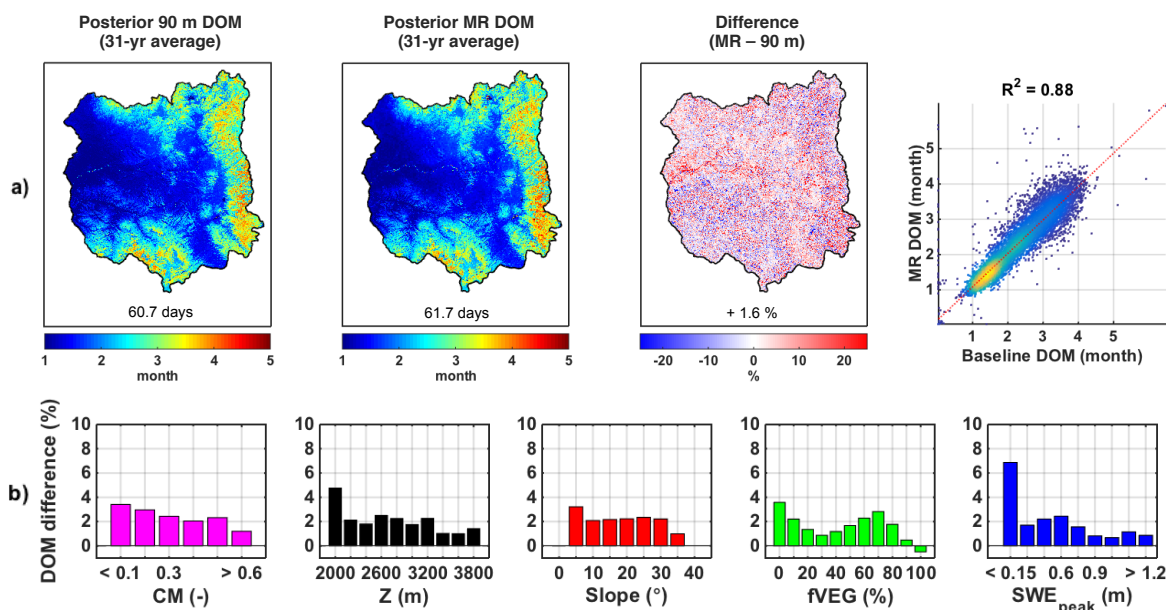 Posterior 90 m DOM
(31-yr average)
Posterior MR DOM
(31-yr average)
Difference
(MR – 90 m)
R² = 0.88
a)
60.7 days
61.7 days
+ 1.6 %
1 2 3 4 5
month
1 2 3 4 5
month
-25 -10 0 10 25
%
MR DOM (month)
5
4
3
2
1
1 2 3 4 5
Baseline DOM (month)
b)
DOM difference (%)
10
8
6
4
2
0
< 0.1 0.3 > 0.6
CM (-)
10
8
6
4
2
0
2000 2600 3200 3800
Z (m)
10
8
6
4
2
0
0 10 20 30 40
Slope (°)
10
8
6
4
2
0
0 20 40 60 80 100
fVEG (%)
10
8
6
4
2
0
< 0.15 0.6 0.9 > 1.2
SWEpeak (m)